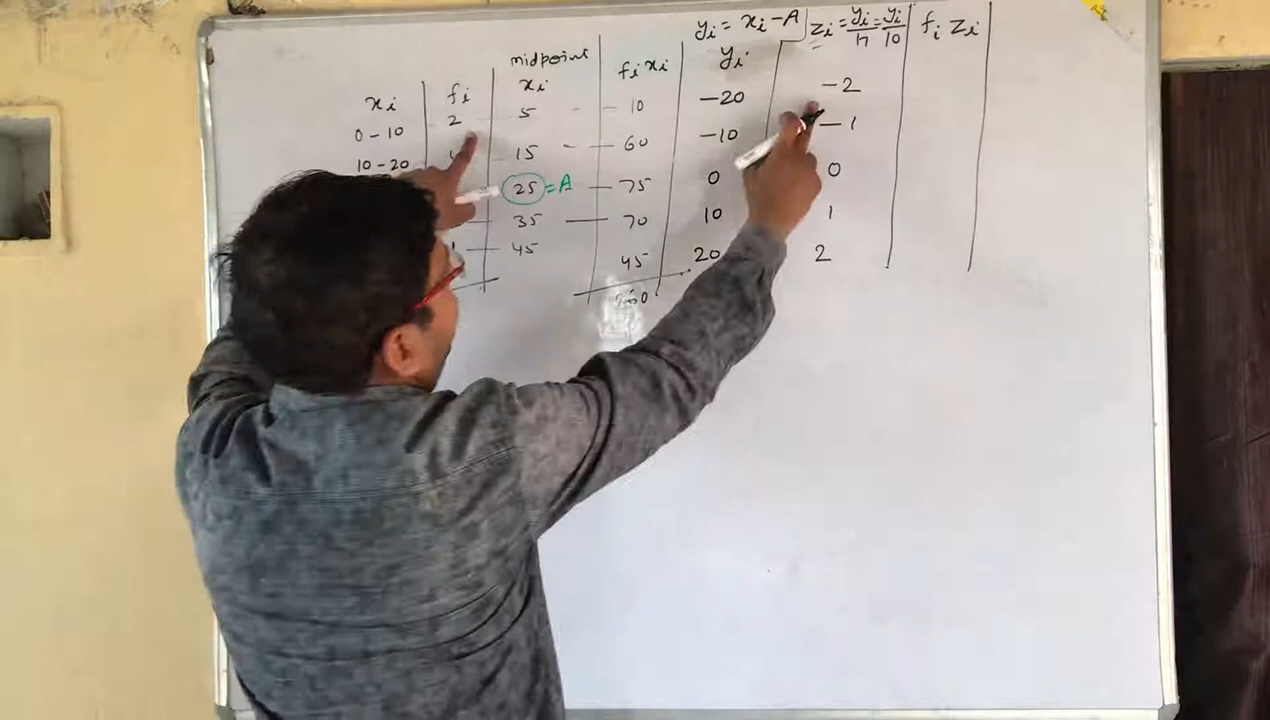 yi = xi - A
zi = yi/h = yi/10
fi zi
xi
fi
midpoint
xi
fi xi
yi
0-10 2 5 10 -20 -2
10-20 4 15 60 -10 -1
25 = A 75 0 0
35 70 10 1
1 45 45 20 2